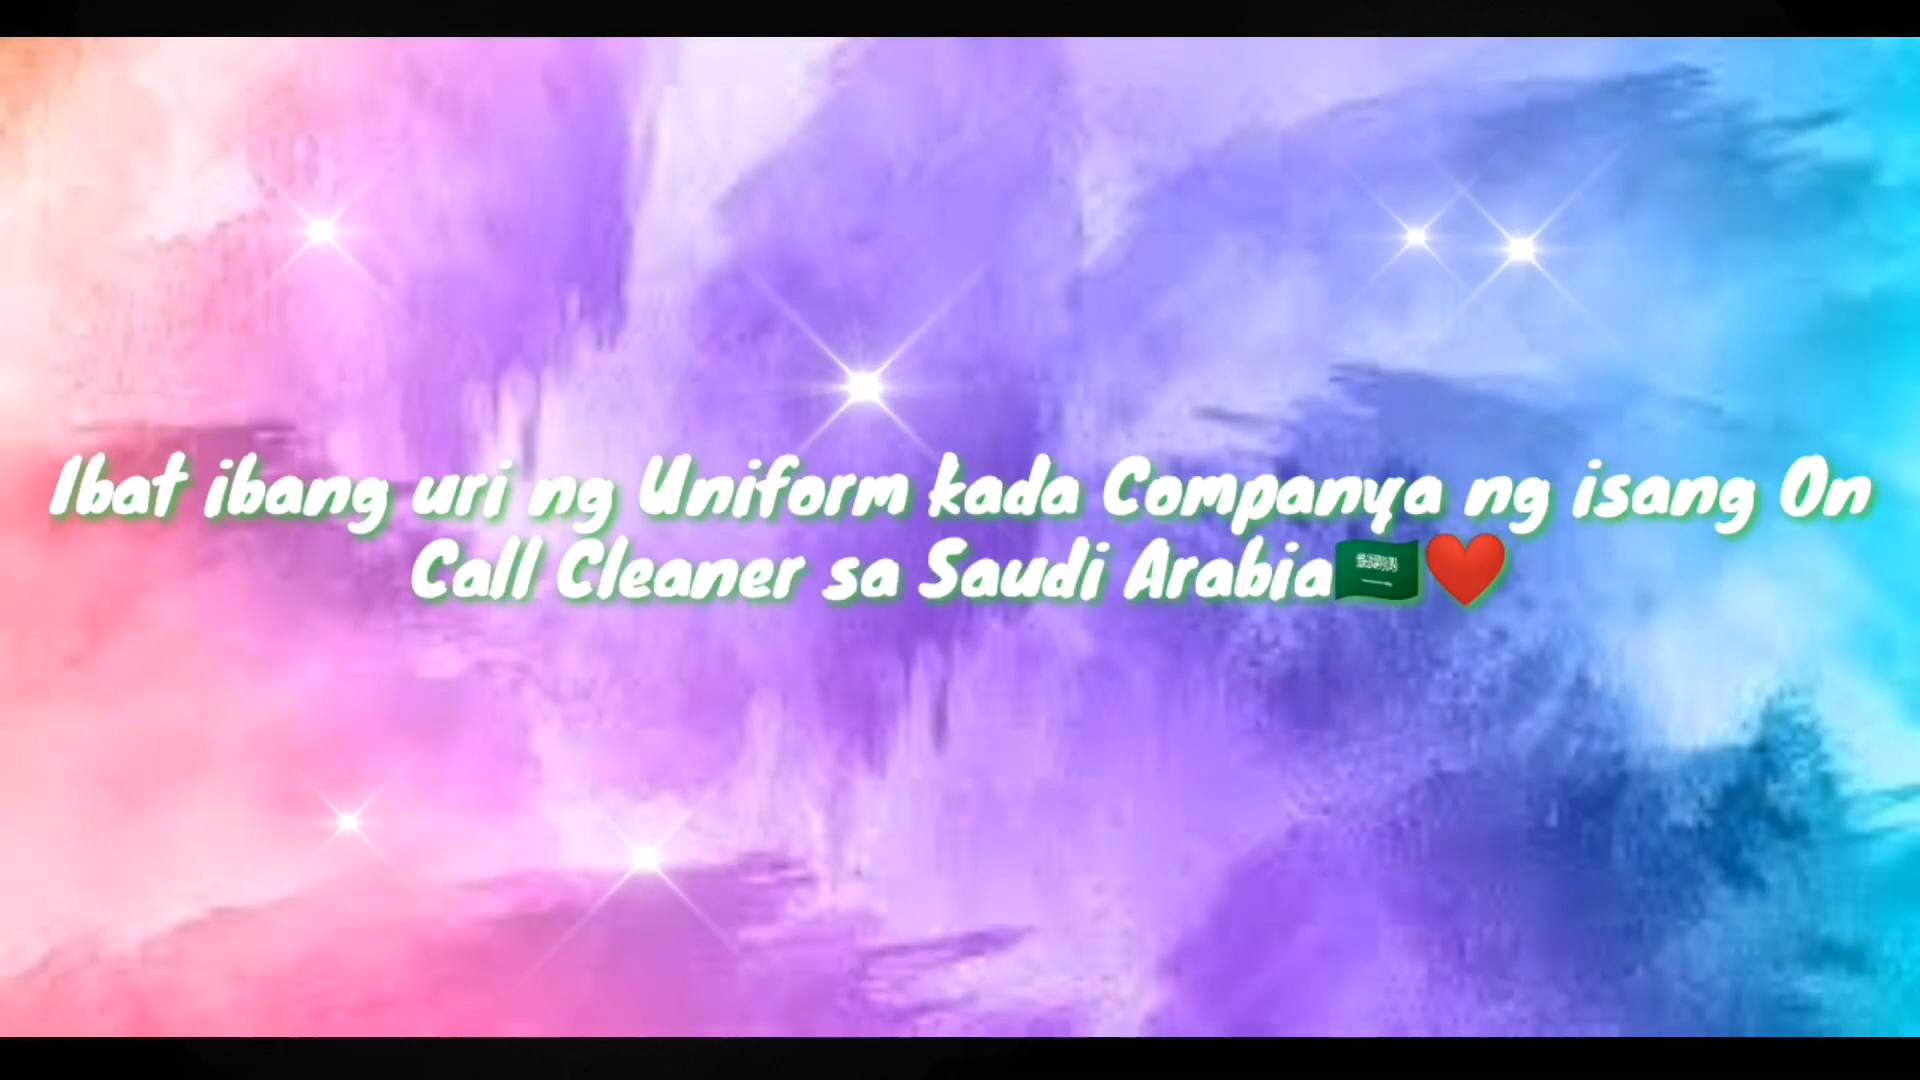 Ibat ibang uri ng Uniform kada Companya ng isang On
Call Cleaner sa Saudi Arabia🇸🇦❤️